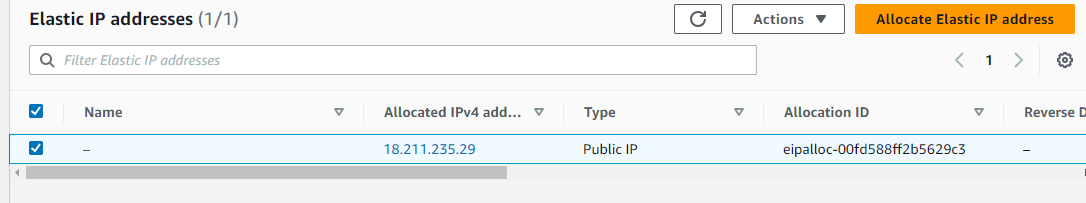 Elastic IP addresses (1/1)
Actions
Allocate Elastic IP address
Filter Elastic IP addresses
1
Name Allocated IPv4 add... Type Allocation ID Reverse D
– 18.211.235.29 Public IP eipalloc-00fd588ff2b5629c3 –